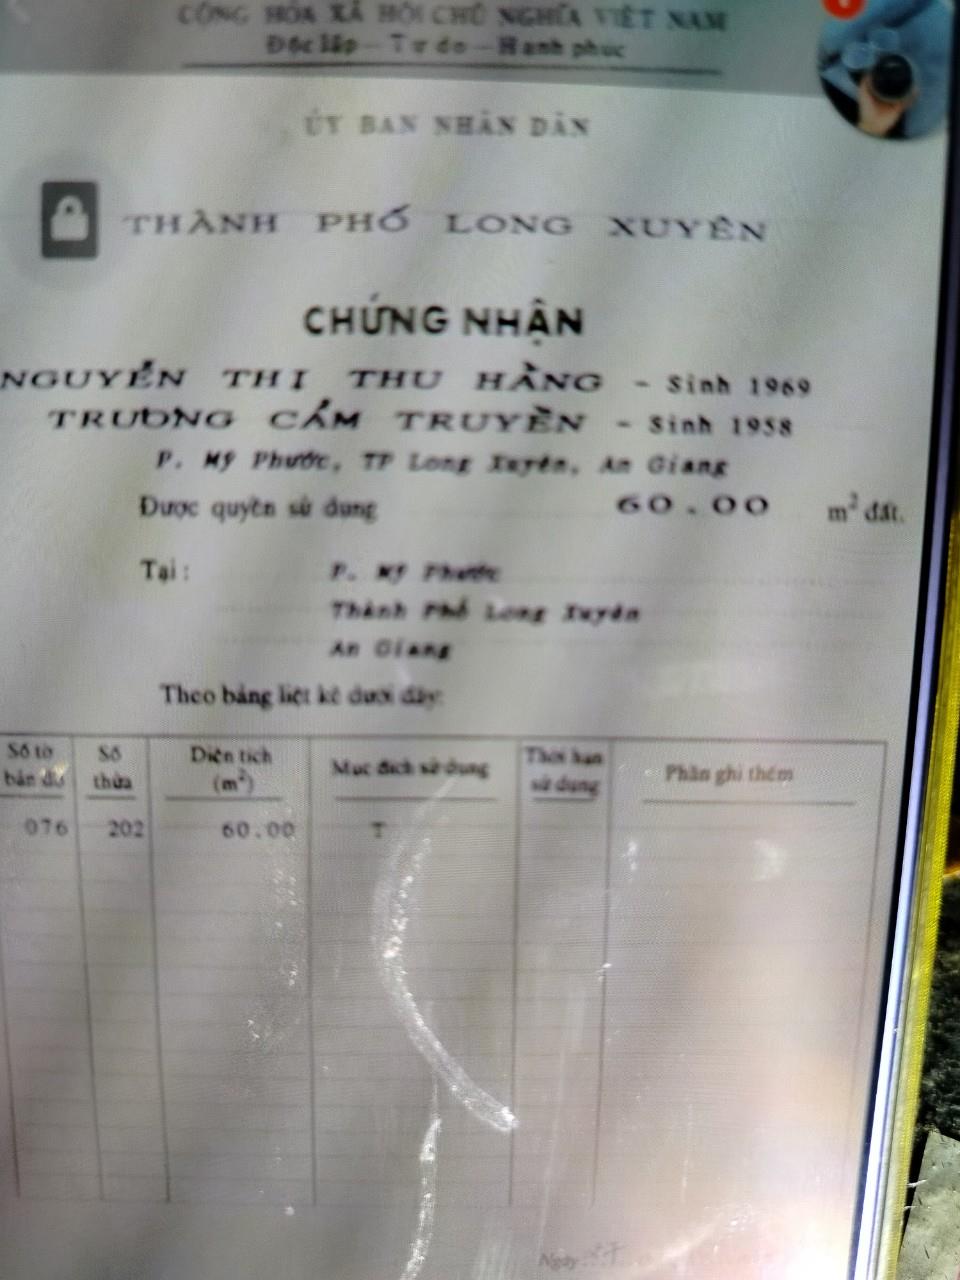 CỘNG HÒA XÃ HỘI CHỦ NGHĨA VIỆT NAM
Độc lập - Tự do - Hạnh phúc
ỦY BAN NHÂN DÂN
THÀNH PHỐ LONG XUYÊN
CHỨNG NHẬN
NGUYỄN THỊ THU HẰNG - Sinh 1969
TRƯƠNG CẨM TRUYỀN - Sinh 1958
P. Mỹ Phước, TP Long Xuyên, An Giang
Được quyền sử dụng 60.00 m² đất.
Tại : P. Mỹ Phước
Thành Phố Long Xuyên
An Giang
Theo bảng liệt kê dưới đây:
Số tờ bản đồ Số thửa Diện tích (m²) Mục đích sử dụng Thời hạn sử dụng Phần ghi thêm
076 202 60.00 T
Ngày